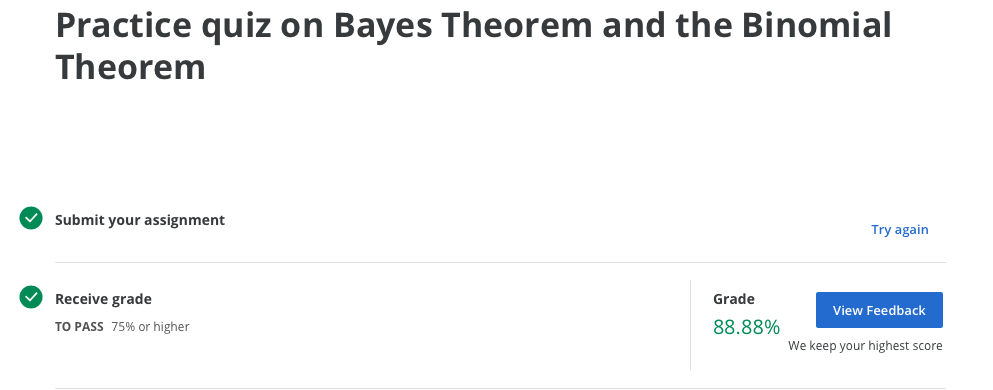 Practice quiz on Bayes Theorem and the Binomial
Theorem
Submit your assignment
Try again
Receive grade
TO PASS 75% or higher
Grade
88.88%
View Feedback
We keep your highest score